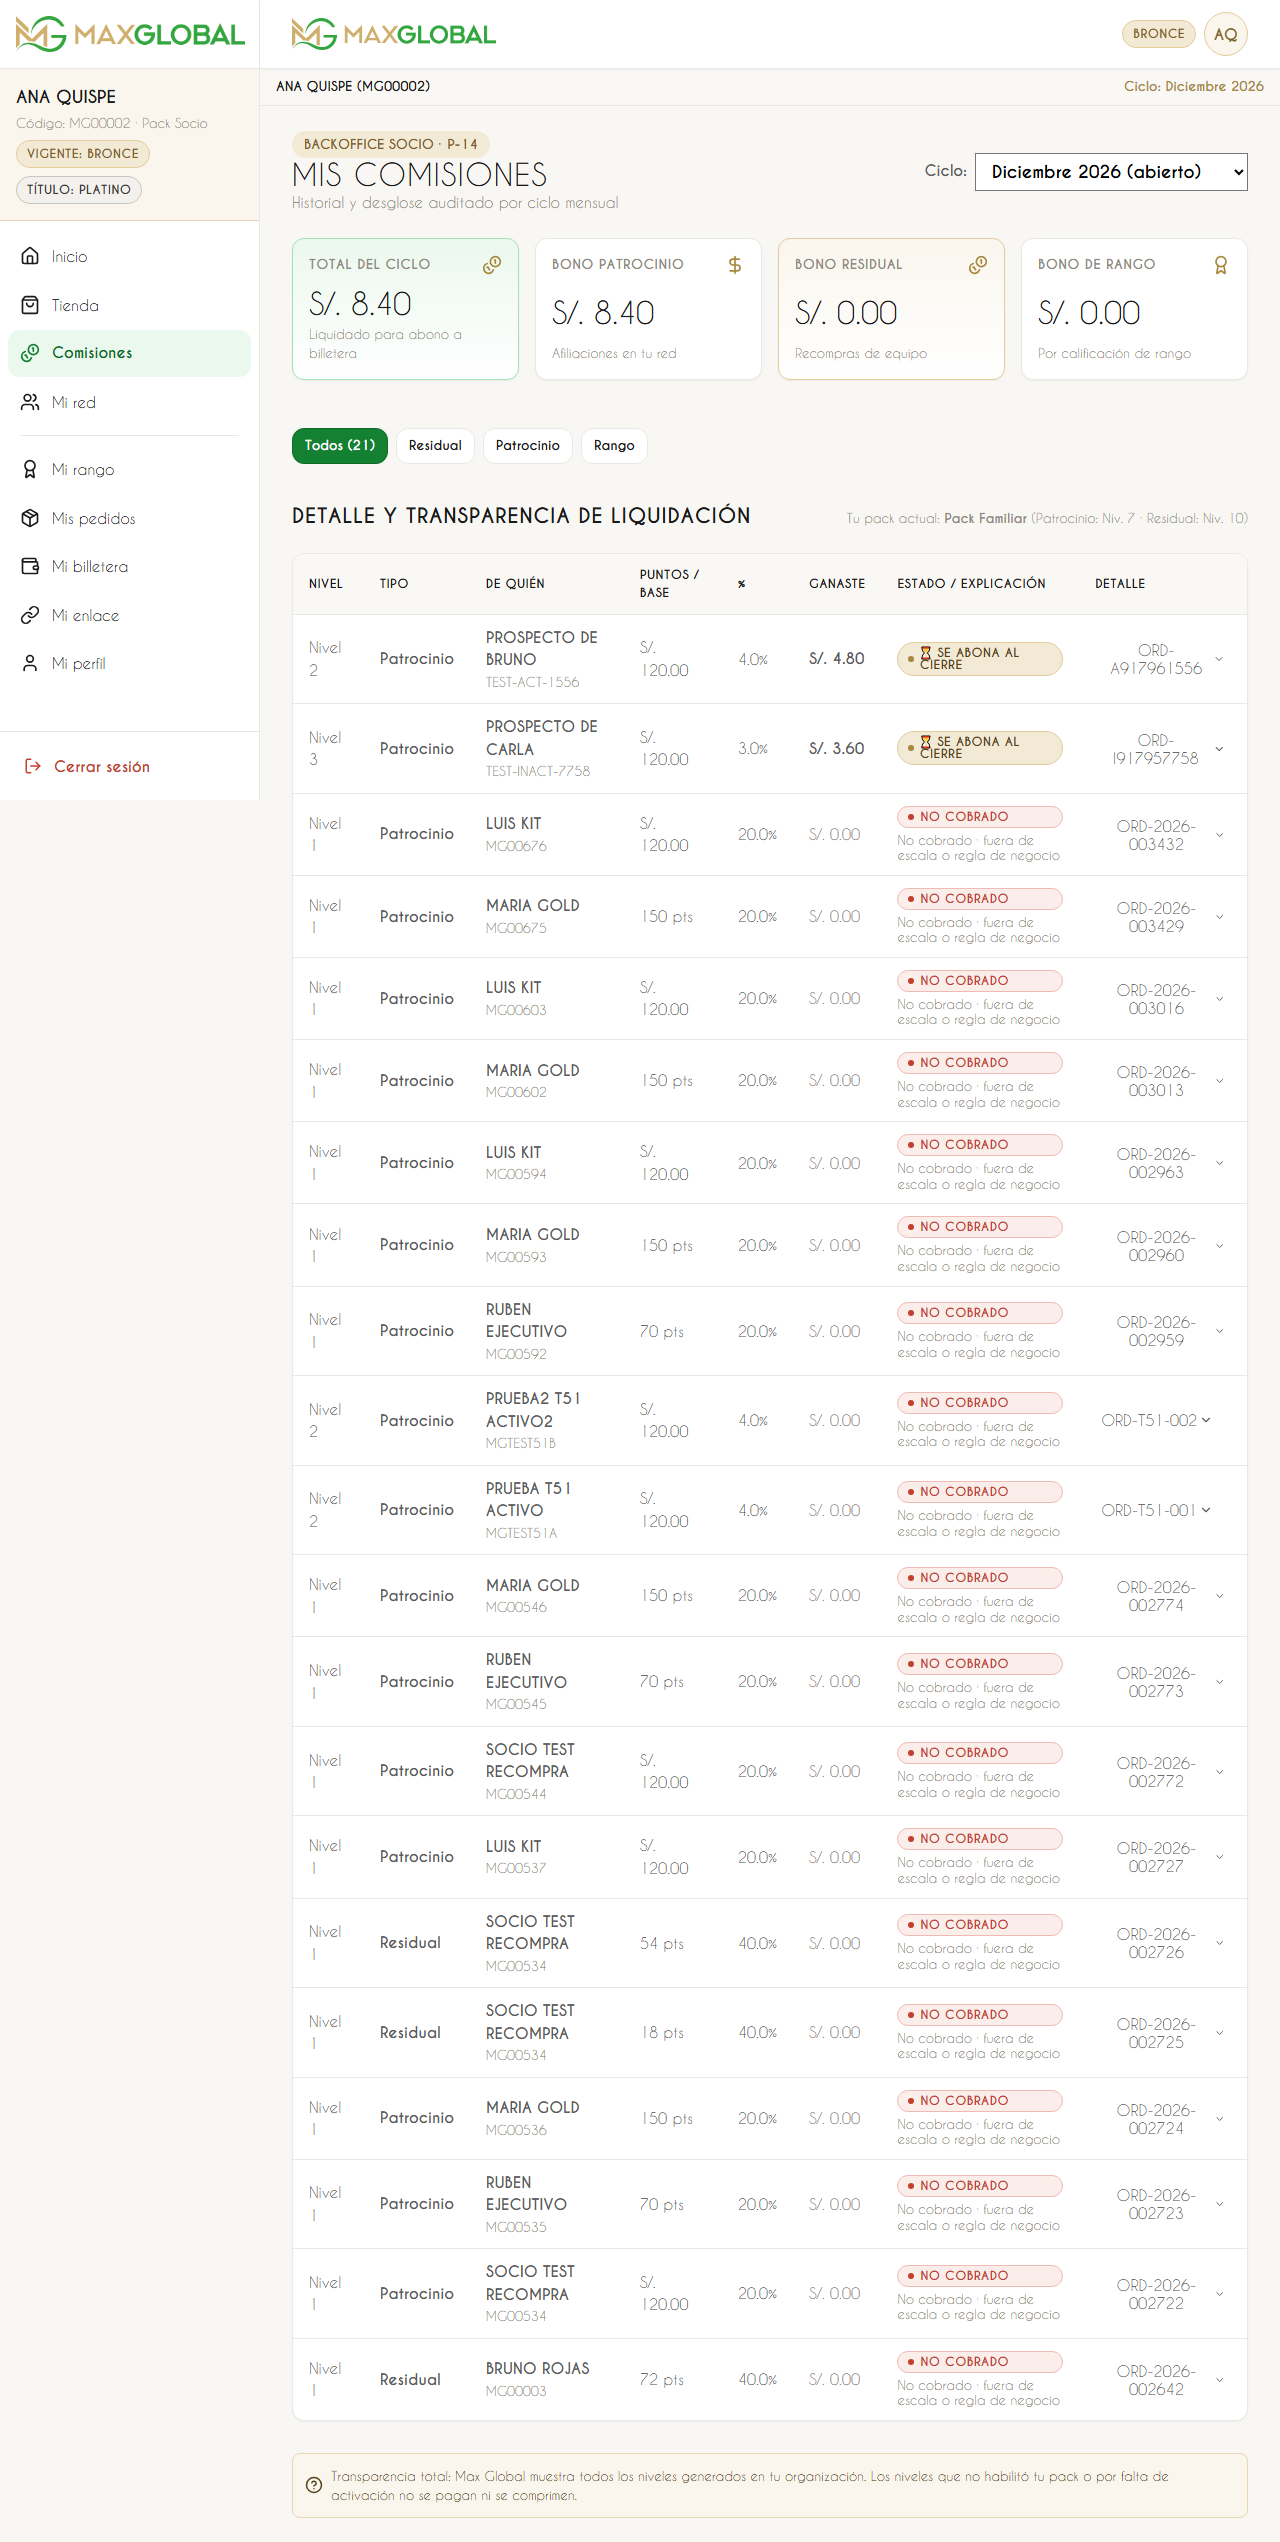 MAXGLOBAL
MAXGLOBAL
BRONCE
AQ
ANA QUISPE
Código: MG00002 · Pack Socio
VIGENTE: BRONCE
TÍTULO: PLATINO
Inicio
Tienda
Comisiones
Mi red
Mi rango
Mis pedidos
Mi billetera
Mi enlace
Mi perfil
Cerrar sesión
ANA QUISPE (MG00002)
Ciclo: Diciembre 2026
BACKOFFICE SOCIO · P-14
MIS COMISIONES
Historial y desglose auditado por ciclo mensual
Ciclo:
Diciembre 2026 (abierto)
TOTAL DEL CICLO
S/. 8.40
Liquidado para abono a
billetera
BONO PATROCINIO
S/. 8.40
Afiliaciones en tu red
BONO RESIDUAL
S/. 0.00
Recompras de equipo
BONO DE RANGO
S/. 0.00
Por calificación de rango
Todos (21)
Residual
Patrocinio
Rango
DETALLE Y TRANSPARENCIA DE LIQUIDACIÓN
Tu pack actual: Pack Familiar (Patrocinio: Niv. 7 · Residual: Niv. 10)
NIVEL TIPO DE QUIÉN PUNTOS / BASE % GANASTE ESTADO / EXPLICACIÓN DETALLE
Nivel 2 Patrocinio PROSPECTO DE BRUNO TEST-ACT-1556 S/. 120.00 4.0% S/. 4.80 ⏳ SE ABONA AL CIERRE ORD-A917961556
Nivel 3 Patrocinio PROSPECTO DE CARLA TEST-INACT-7758 S/. 120.00 3.0% S/. 3.60 ⏳ SE ABONA AL CIERRE ORD-I917957758
Nivel 1 Patrocinio LUIS KIT MG00676 S/. 120.00 20.0% S/. 0.00 NO COBRADO No cobrado · fuera de escala o regla de negocio ORD-2026-003432
Nivel 1 Patrocinio MARIA GOLD MG00675 150 pts 20.0% S/. 0.00 NO COBRADO No cobrado · fuera de escala o regla de negocio ORD-2026-003429
Nivel 1 Patrocinio LUIS KIT MG00603 S/. 120.00 20.0% S/. 0.00 NO COBRADO No cobrado · fuera de escala o regla de negocio ORD-2026-003016
Nivel 1 Patrocinio MARIA GOLD MG00602 150 pts 20.0% S/. 0.00 NO COBRADO No cobrado · fuera de escala o regla de negocio ORD-2026-003013
Nivel 1 Patrocinio LUIS KIT MG00594 S/. 120.00 20.0% S/. 0.00 NO COBRADO No cobrado · fuera de escala o regla de negocio ORD-2026-002963
Nivel 1 Patrocinio MARIA GOLD MG00593 150 pts 20.0% S/. 0.00 NO COBRADO No cobrado · fuera de escala o regla de negocio ORD-2026-002960
Nivel 1 Patrocinio RUBEN EJECUTIVO MG00592 70 pts 20.0% S/. 0.00 NO COBRADO No cobrado · fuera de escala o regla de negocio ORD-2026-002959
Nivel 2 Patrocinio PRUEBA2 T51 ACTIVO2 MGTEST51B S/. 120.00 4.0% S/. 0.00 NO COBRADO No cobrado · fuera de escala o regla de negocio ORD-T51-002
Nivel 2 Patrocinio PRUEBA T51 ACTIVO MGTEST51A S/. 120.00 4.0% S/. 0.00 NO COBRADO No cobrado · fuera de escala o regla de negocio ORD-T51-001
Nivel 1 Patrocinio MARIA GOLD MG00546 150 pts 20.0% S/. 0.00 NO COBRADO No cobrado · fuera de escala o regla de negocio ORD-2026-002774
Nivel 1 Patrocinio RUBEN EJECUTIVO MG00545 70 pts 20.0% S/. 0.00 NO COBRADO No cobrado · fuera de escala o regla de negocio ORD-2026-002773
Nivel 1 Patrocinio SOCIO TEST RECOMPRA MG00544 S/. 120.00 20.0% S/. 0.00 NO COBRADO No cobrado · fuera de escala o regla de negocio ORD-2026-002772
Nivel 1 Patrocinio LUIS KIT MG00537 S/. 120.00 20.0% S/. 0.00 NO COBRADO No cobrado · fuera de escala o regla de negocio ORD-2026-002727
Nivel 1 Residual SOCIO TEST RECOMPRA MG00534 54 pts 40.0% S/. 0.00 NO COBRADO No cobrado · fuera de escala o regla de negocio ORD-2026-002726
Nivel 1 Residual SOCIO TEST RECOMPRA MG00534 18 pts 40.0% S/. 0.00 NO COBRADO No cobrado · fuera de escala o regla de negocio ORD-2026-002725
Nivel 1 Patrocinio MARIA GOLD MG00536 150 pts 20.0% S/. 0.00 NO COBRADO No cobrado · fuera de escala o regla de negocio ORD-2026-002724
Nivel 1 Patrocinio RUBEN EJECUTIVO MG00535 70 pts 20.0% S/. 0.00 NO COBRADO No cobrado · fuera de escala o regla de negocio ORD-2026-002723
Nivel 1 Patrocinio SOCIO TEST RECOMPRA MG00534 S/. 120.00 20.0% S/. 0.00 NO COBRADO No cobrado · fuera de escala o regla de negocio ORD-2026-002722
Nivel 1 Residual BRUNO ROJAS MG00003 72 pts 40.0% S/. 0.00 NO COBRADO No cobrado · fuera de escala o regla de negocio ORD-2026-002642
Transparencia total: Max Global muestra todos los niveles generados en tu organización. Los niveles que no habilitó tu pack o por falta de
activación no se pagan ni se comprimen.